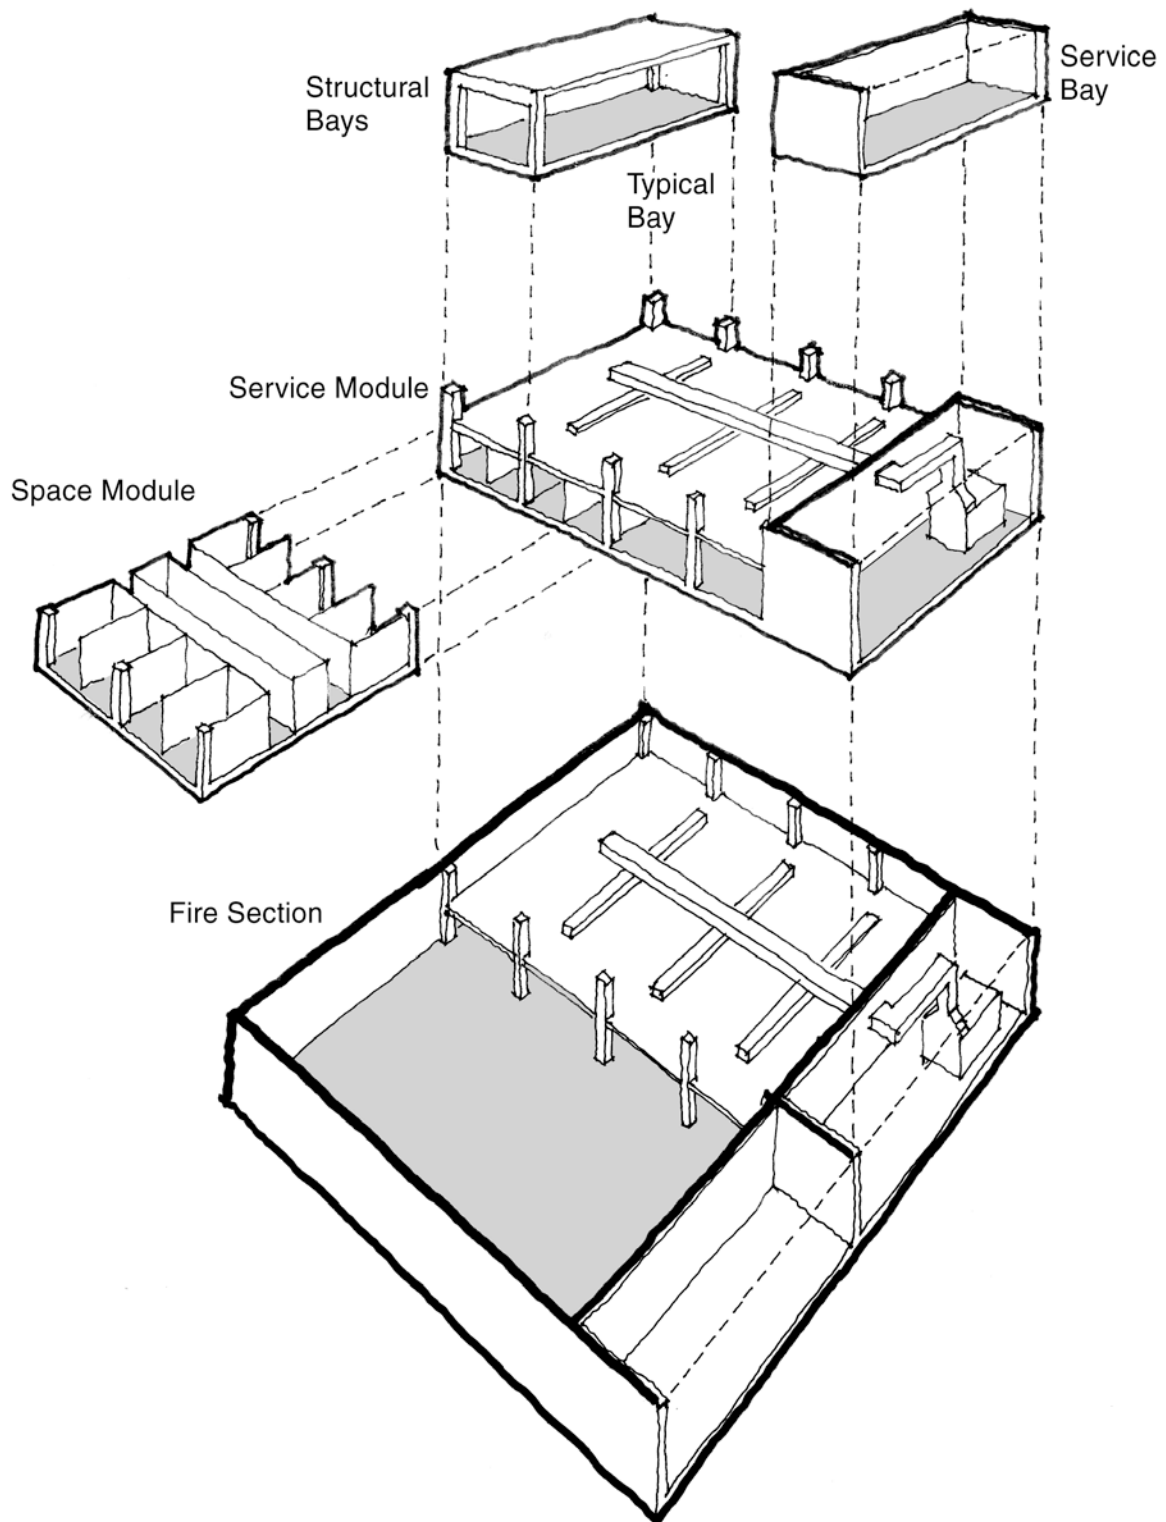 Structural
Bays
Service
Bay
Typical
Bay
Service Module
Space Module
Fire Section